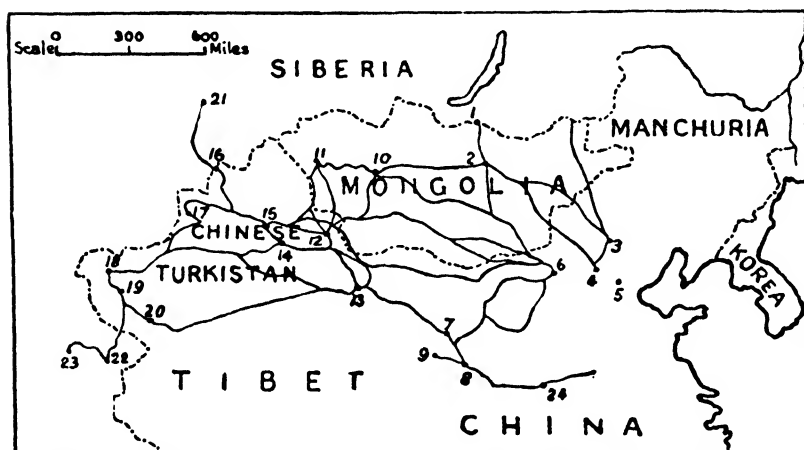 0 300 600
Scale Miles
SIBERIA
21
1
MANCHURIA
16
11
10
2
MONGOLIA
17
15
CHINESE
12
3
14
18
TURKISTAN
6
4
5
KOREA
19
13
20
7
23
22
9
8
TIBET
24
CHINA